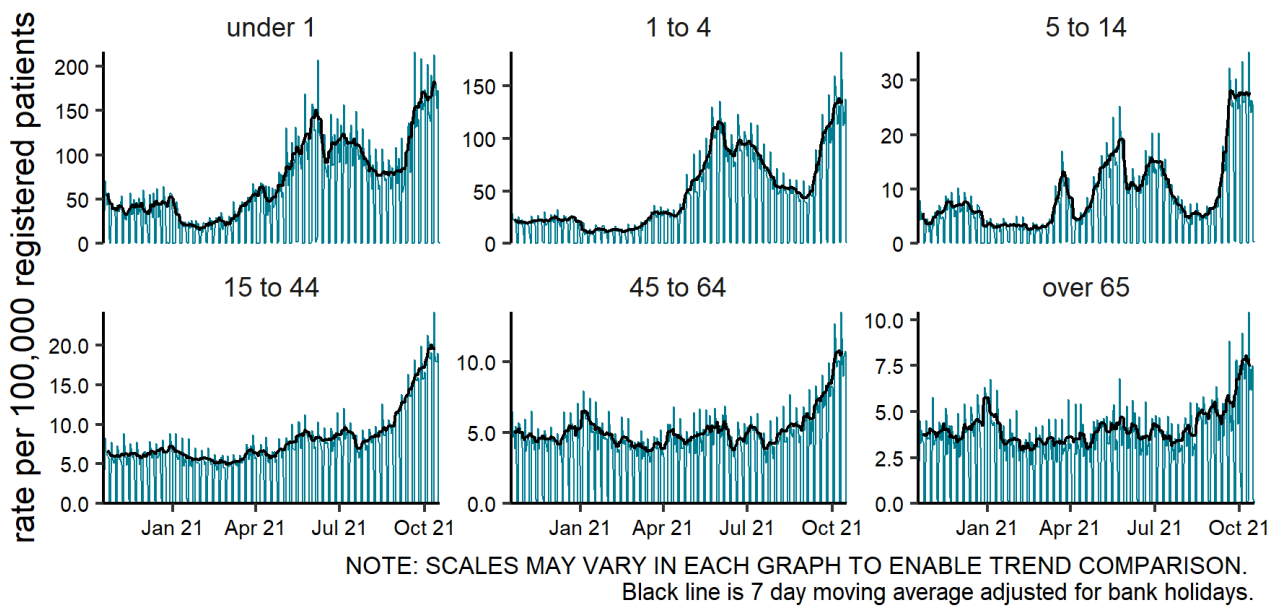 rate per 100,000 registered patients
under 1
1 to 4
5 to 14
200
150
100
50
0
150
100
50
0
30
20
10
0
15 to 44
45 to 64
over 65
20.0
15.0
10.0
5.0
0.0
10.0
5.0
0.0
10.0
7.5
5.0
2.5
0.0
Jan 21 Apr 21 Jul 21 Oct 21
Jan 21 Apr 21 Jul 21 Oct 21
Jan 21 Apr 21 Jul 21 Oct 21
NOTE: SCALES MAY VARY IN EACH GRAPH TO ENABLE TREND COMPARISON.
Black line is 7 day moving average adjusted for bank holidays.